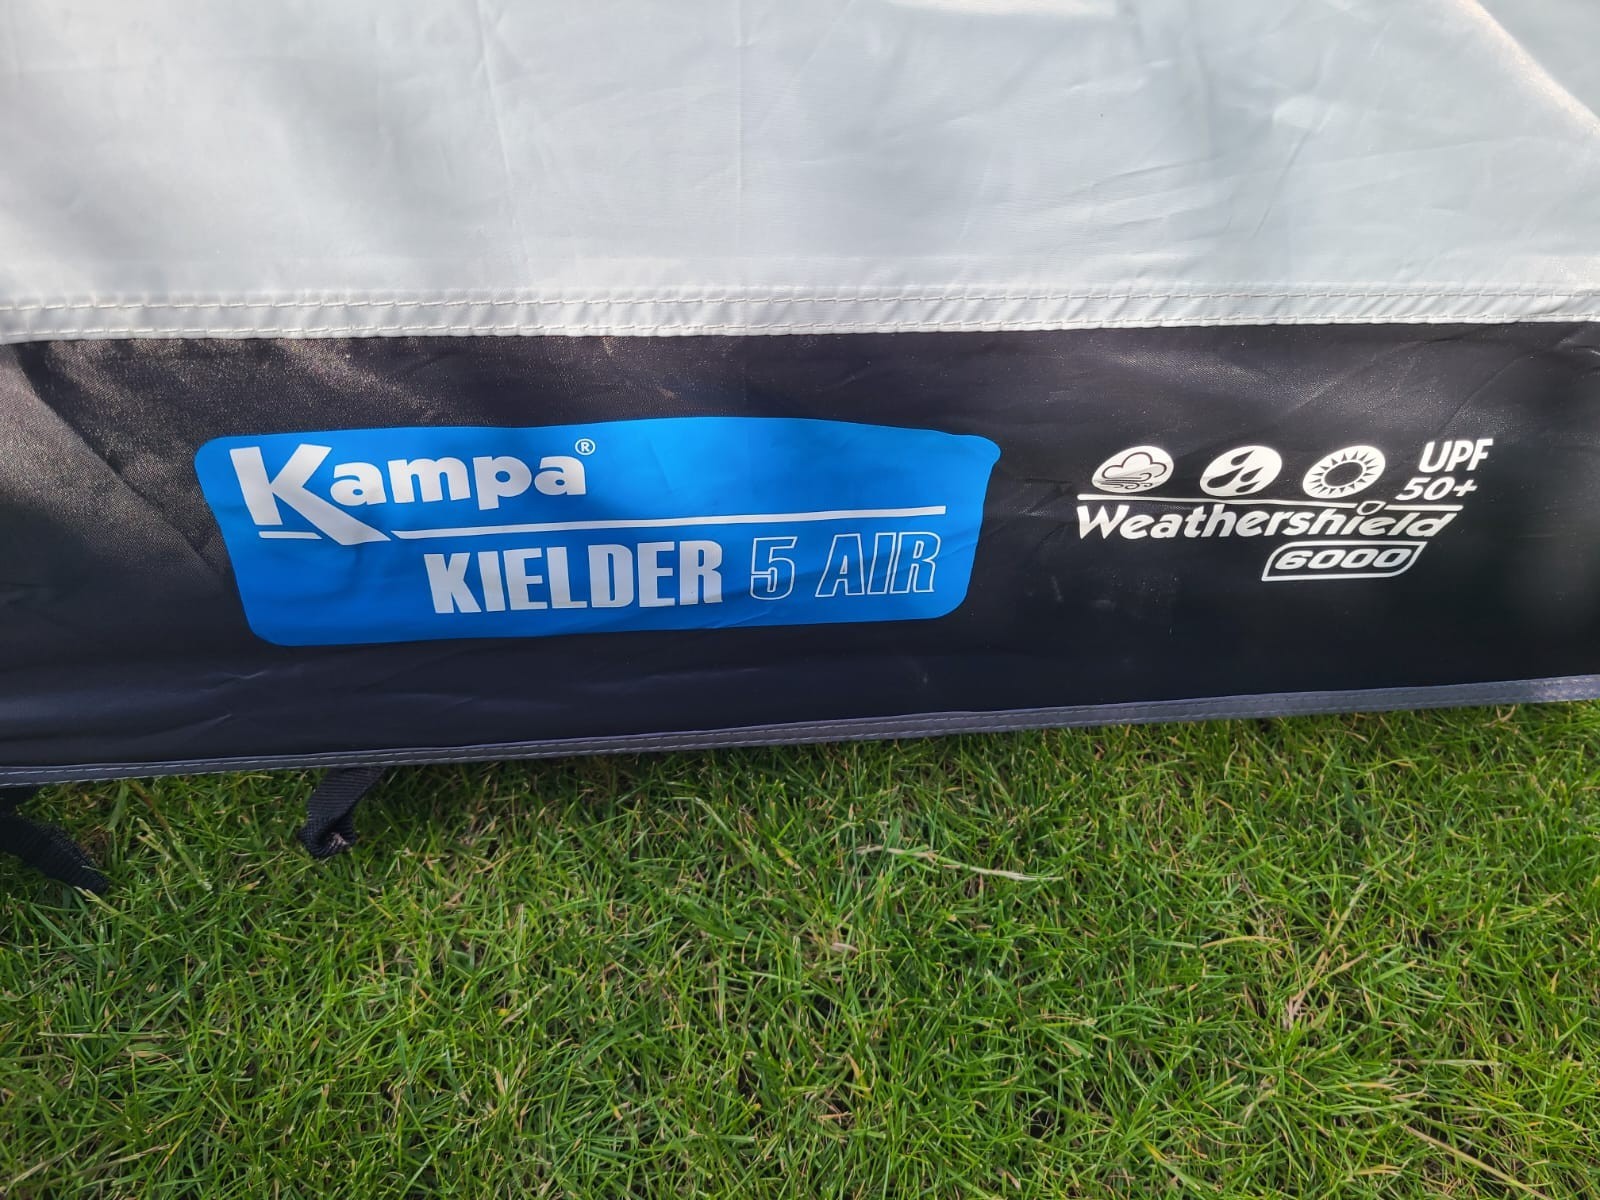 Kampa®
KIELDER 5 AIR
UPF
50+
Weathershield
6000